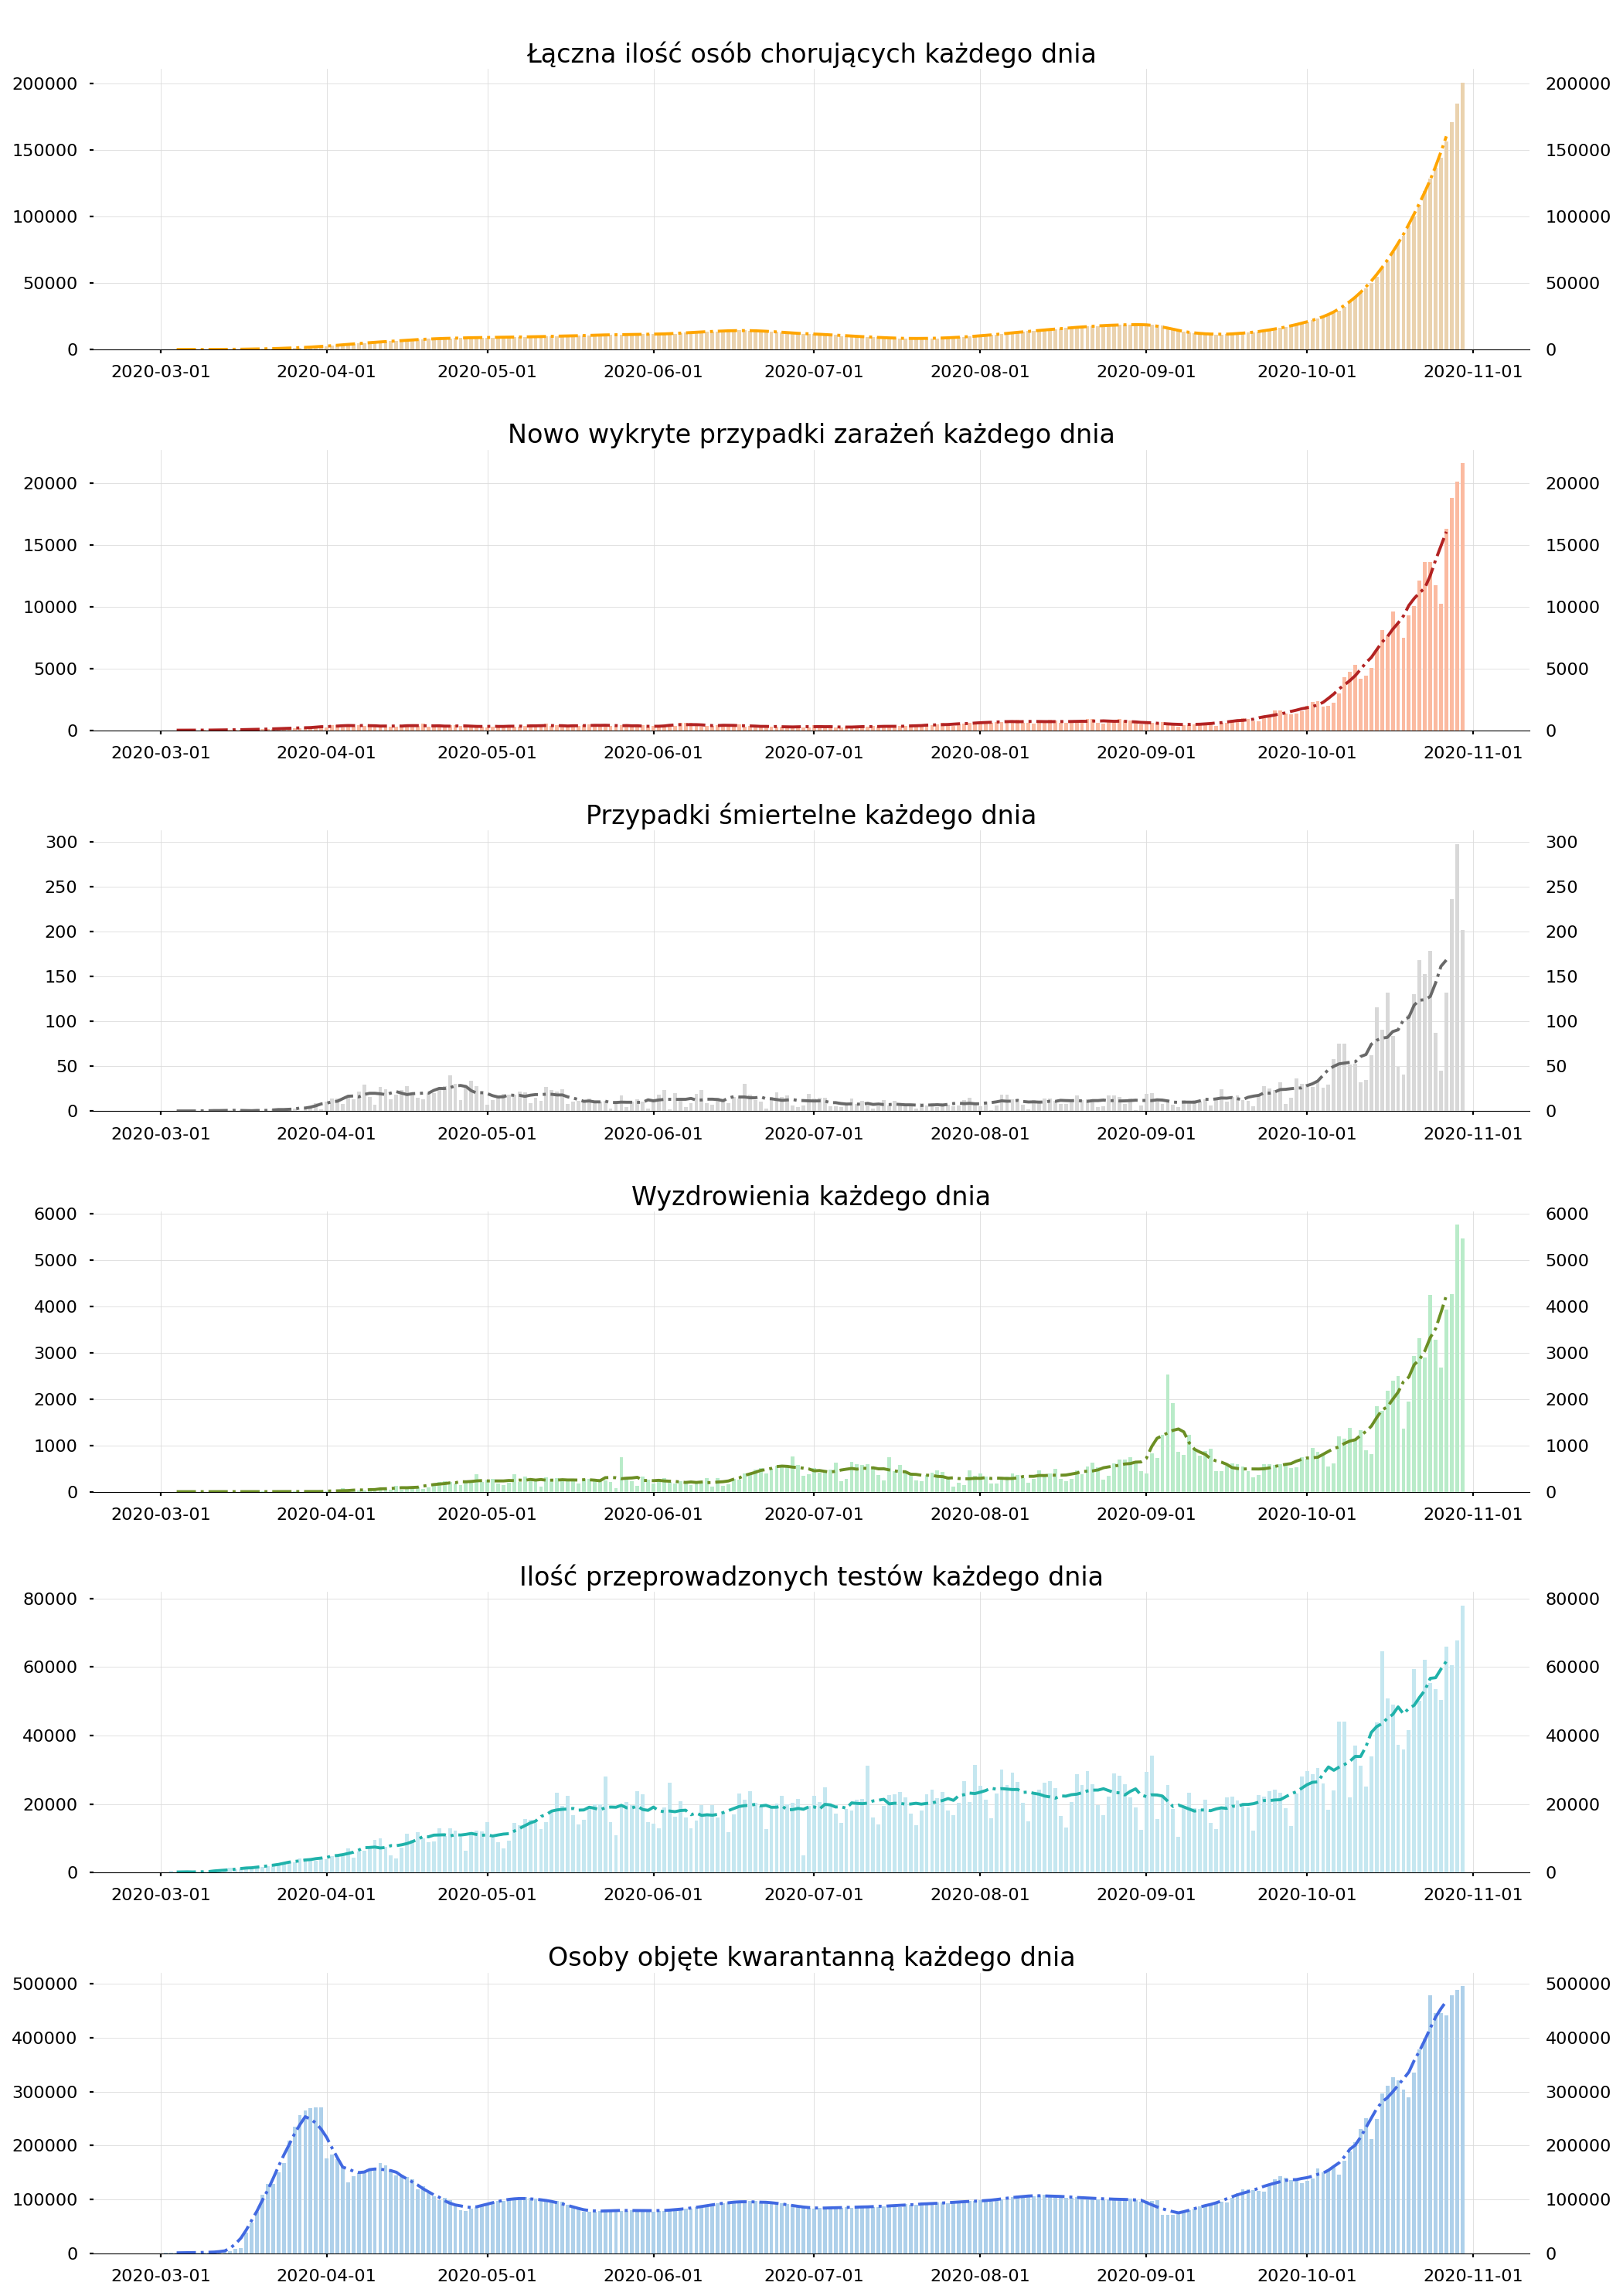 Łączna ilość osób chorujących każdego dnia
200000 200000
150000 150000
100000 100000
50000 50000
0 0
2020-03-01 2020-04-01 2020-05-01 2020-06-01 2020-07-01 2020-08-01 2020-09-01 2020-10-01 2020-11-01
Nowo wykryte przypadki zarażeń każdego dnia
20000 20000
15000 15000
10000 10000
5000 5000
0 0
2020-03-01 2020-04-01 2020-05-01 2020-06-01 2020-07-01 2020-08-01 2020-09-01 2020-10-01 2020-11-01
Przypadki śmiertelne każdego dnia
300 300
250 250
200 200
150 150
100 100
50 50
0 0
2020-03-01 2020-04-01 2020-05-01 2020-06-01 2020-07-01 2020-08-01 2020-09-01 2020-10-01 2020-11-01
Wyzdrowienia każdego dnia
6000 6000
5000 5000
4000 4000
3000 3000
2000 2000
1000 1000
0 0
2020-03-01 2020-04-01 2020-05-01 2020-06-01 2020-07-01 2020-08-01 2020-09-01 2020-10-01 2020-11-01
Ilość przeprowadzonych testów każdego dnia
80000 80000
60000 60000
40000 40000
20000 20000
0 0
2020-03-01 2020-04-01 2020-05-01 2020-06-01 2020-07-01 2020-08-01 2020-09-01 2020-10-01 2020-11-01
Osoby objęte kwarantanną każdego dnia
500000 500000
400000 400000
300000 300000
200000 200000
100000 100000
0 0
2020-03-01 2020-04-01 2020-05-01 2020-06-01 2020-07-01 2020-08-01 2020-09-01 2020-10-01 2020-11-01